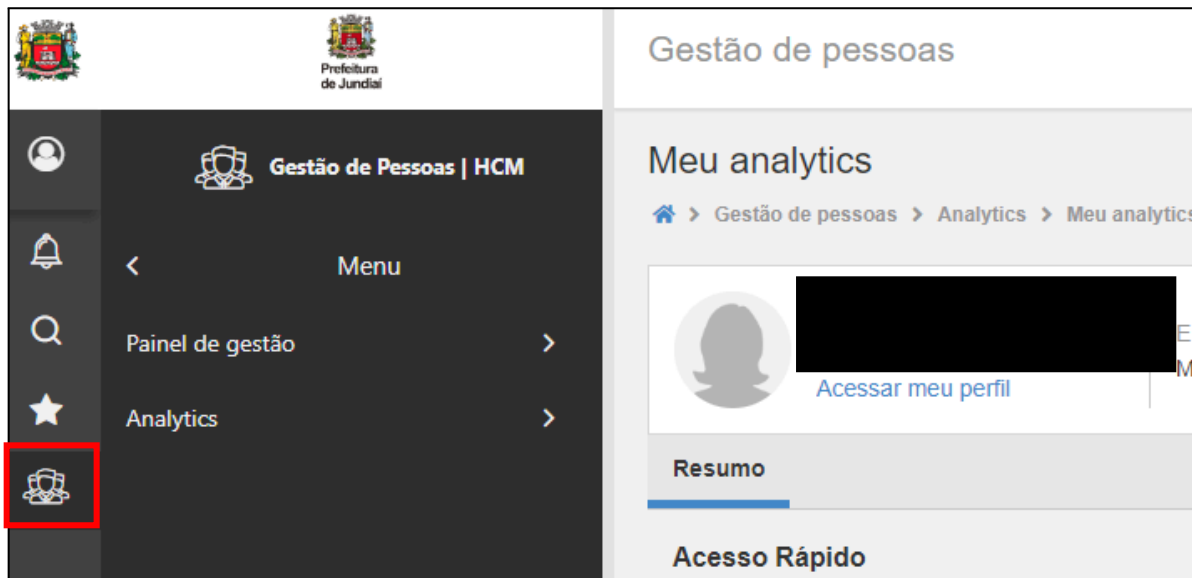 Prefeitura
de Jundiaí
Gestão de Pessoas | HCM
Menu
Painel de gestão
Analytics
Gestão de pessoas
Meu analytics
Gestão de pessoas > Analytics > Meu analytics
Acessar meu perfil
E
M
Resumo
Acesso Rápido